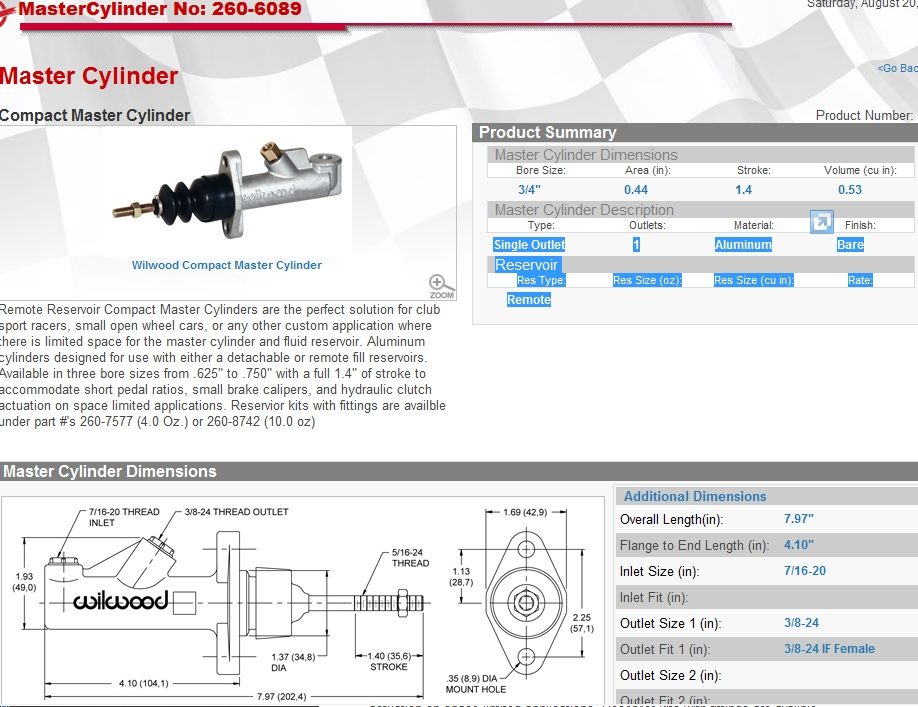 MasterCylinder No: 260-6089
Saturday, August 20,
Master Cylinder
<Go Bac
Compact Master Cylinder
Product Number:
wilwood
Wilwood Compact Master Cylinder
ZOOM
Product Summary
Master Cylinder Dimensions
Bore Size: Area (in): Stroke: Volume (cu in):
3/4" 0.44 1.4 0.53
Master Cylinder Description
Type: Outlets: Material: Finish:
Single Outlet 1 Aluminum Bare
Reservoir
Res Type: Res Size (oz): Res Size (cu in): Rate:
Remote
Remote Reservoir Compact Master Cylinders are the perfect solution for club
sport racers, small open wheel cars, or any other custom application where
there is limited space for the master cylinder and fluid reservoir. Aluminum
cylinders designed for use with either a detachable or remote fill reservoirs.
Available in three bore sizes from .625" to .750" with a full 1.4" of stroke to
accommodate short pedal ratios, small brake calipers, and hydraulic clutch
actuation on space limited applications. Reservior kits with fittings are availble
under part #'s 260-7577 (4.0 Oz.) or 260-8742 (10.0 oz)
Master Cylinder Dimensions
7/16-20 THREAD
INLET
3/8-24 THREAD OUTLET
5/16-24
THREAD
1.93
(49,0)
wilwood
1.37 (34,8)
DIA
1.40 (35,6)
STROKE
4.10 (104,1)
7.97 (202,4)
1.69 (42,9)
1.13
(28,7)
2.25
(57,1)
.35 (8,9) DIA
MOUNT HOLE
Additional Dimensions
Overall Length(in): 7.97"
Flange to End Length (in): 4.10"
Inlet Size (in): 7/16-20
Inlet Fit (in):
Outlet Size 1 (in): 3/8-24
Outlet Fit 1 (in): 3/8-24 IF Female
Outlet Size 2 (in):
Outlet Fit 2 (in):